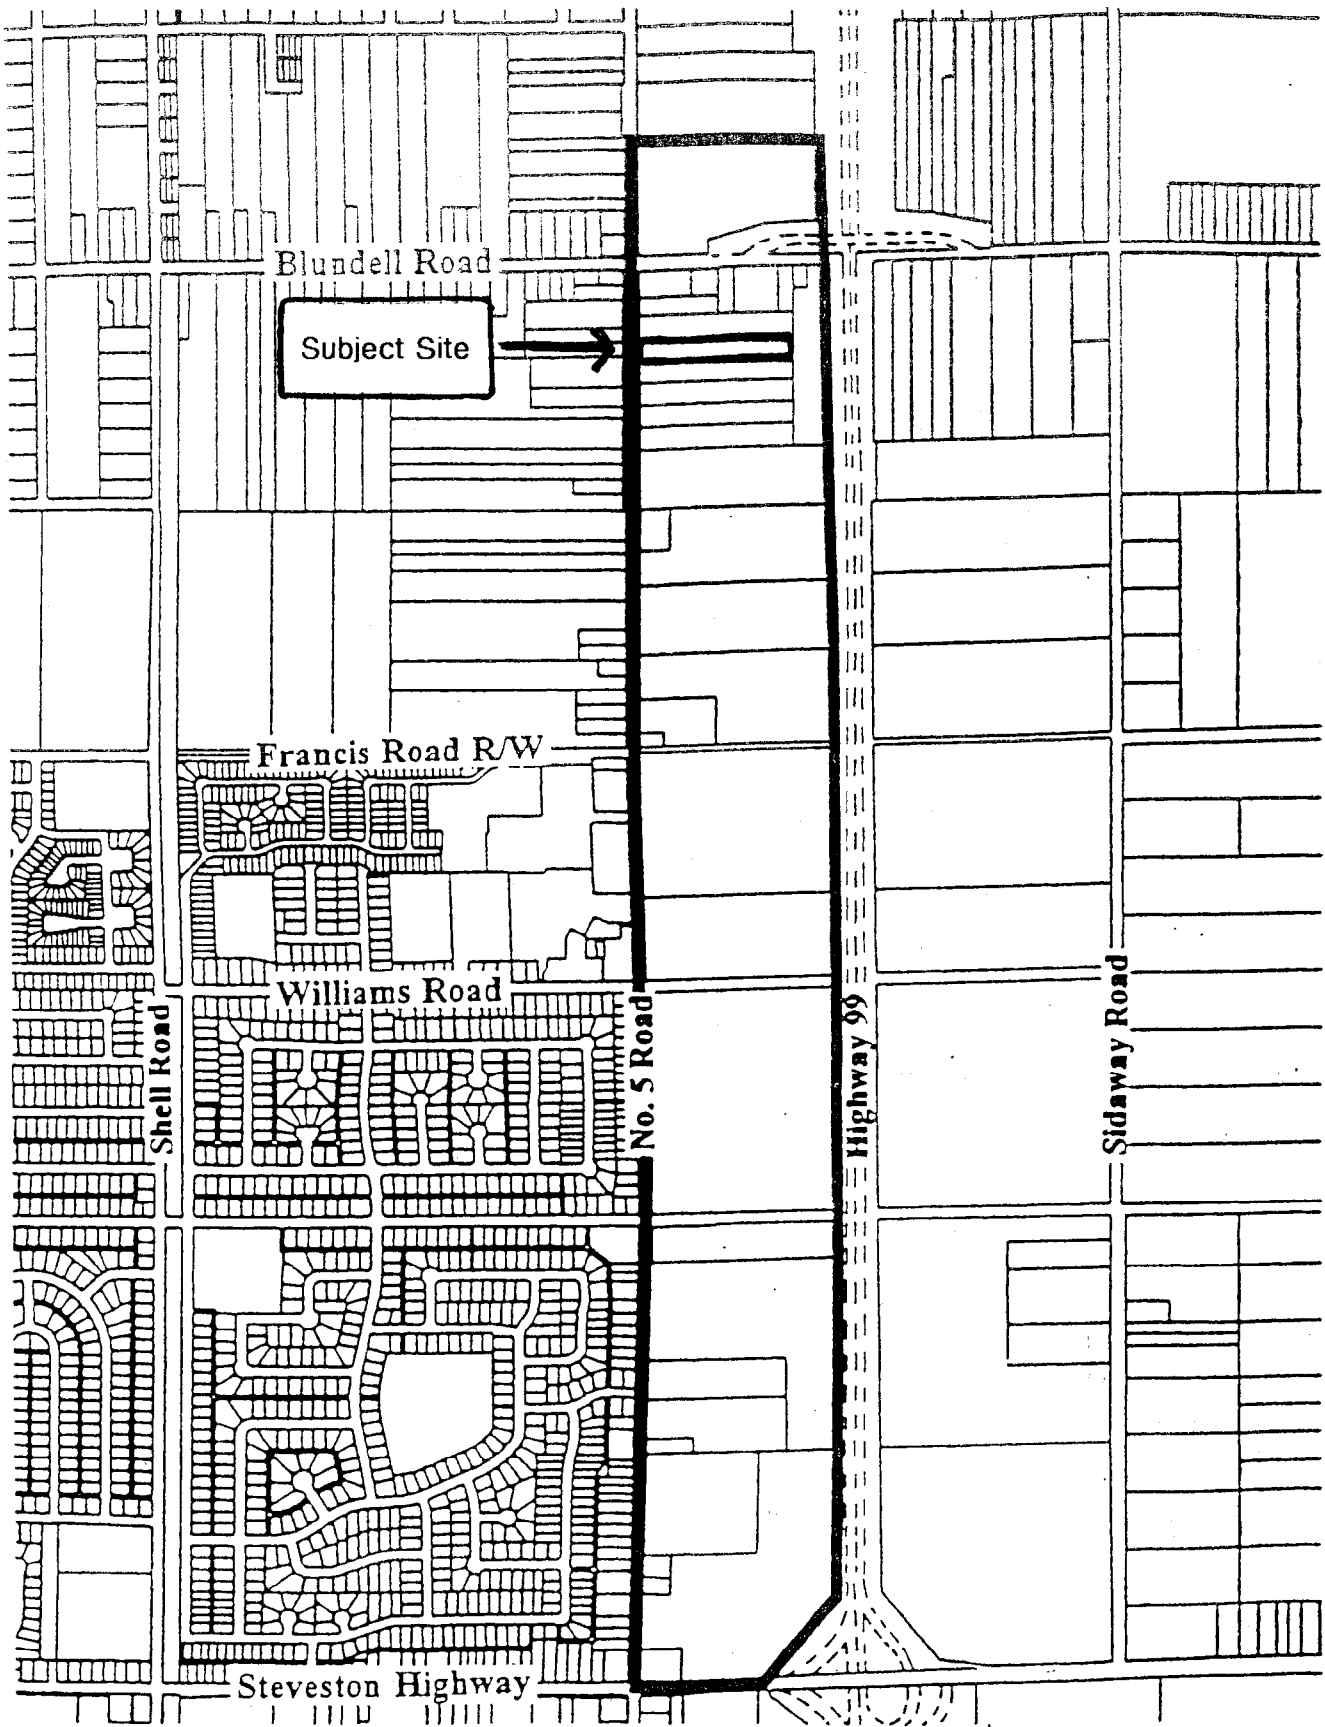 Blundell Road
Subject Site
Francis Road R/W
Williams Road
Shell Road
No. 5 Road
Highway 99
Sidaway Road
Steveston Highway